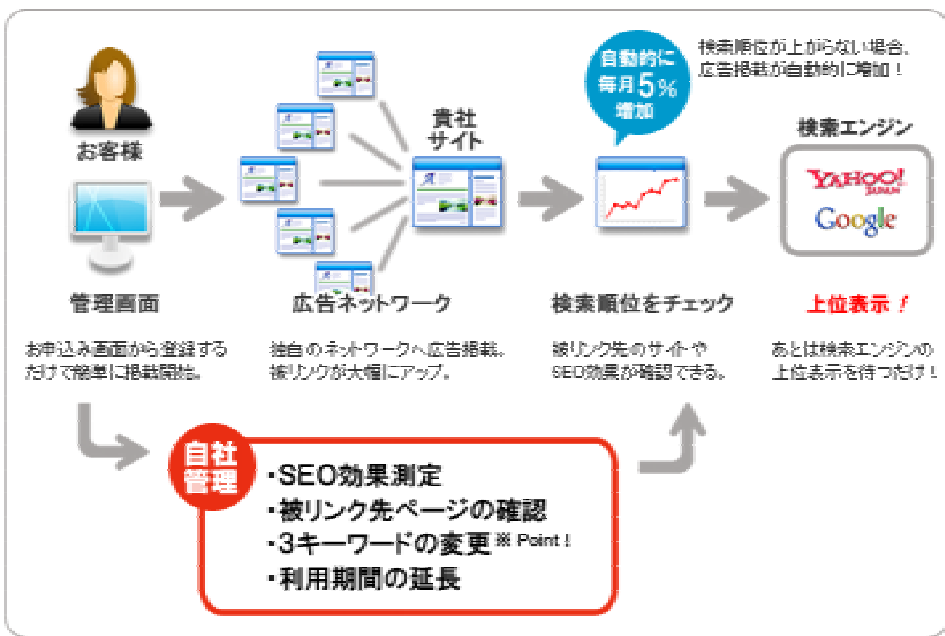 自動的に
毎月5%
増加
検索順位が上がらない場合、
広告掲載が自動的に増加！
お客様
貴社
サイト
検索エンジン
YAHOO!
JAPAN
Google
管理画面
広告ネットワーク
検索順位をチェック
上位表示！
お申込み画面から登録する
だけで簡単に掲載開始。
独自のネットワークへ広告掲載。
被リンクが大幅にアップ。
被リンク先のサイトや
SEO効果が確認できる。
あとは検索エンジンの
上位表示を待つだけ！
自社
管理
・SEO効果測定
・被リンク先ページの確認
・3キーワードの変更 ※ Point！
・利用期間の延長